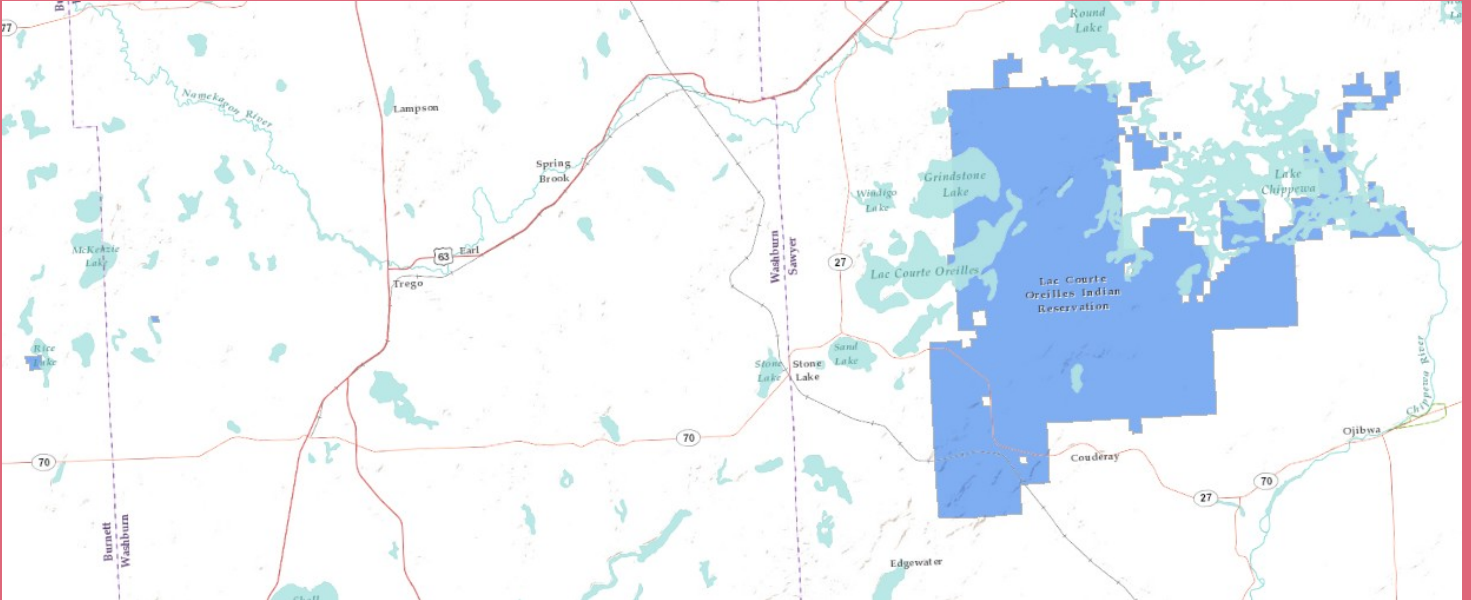 77
Round
Lake
Namekagon River
Lampson
Spring
Brook
Windigo
Lake
Grindstone
Lake
Lake
Chippewa
McKenzie
Lake
63
Earl
Trego
Washburn
Sawyer
27
Lac Courte Oreilles
Lac Courte
Oreilles Indian
Reservation
Rice
Lake
Stone
Lake
Stone
Lake
Sand
Lake
Chippewa River
70
70
Ojibwa
Couderay
27
70
Burnett
Washburn
Edgewater
Shell